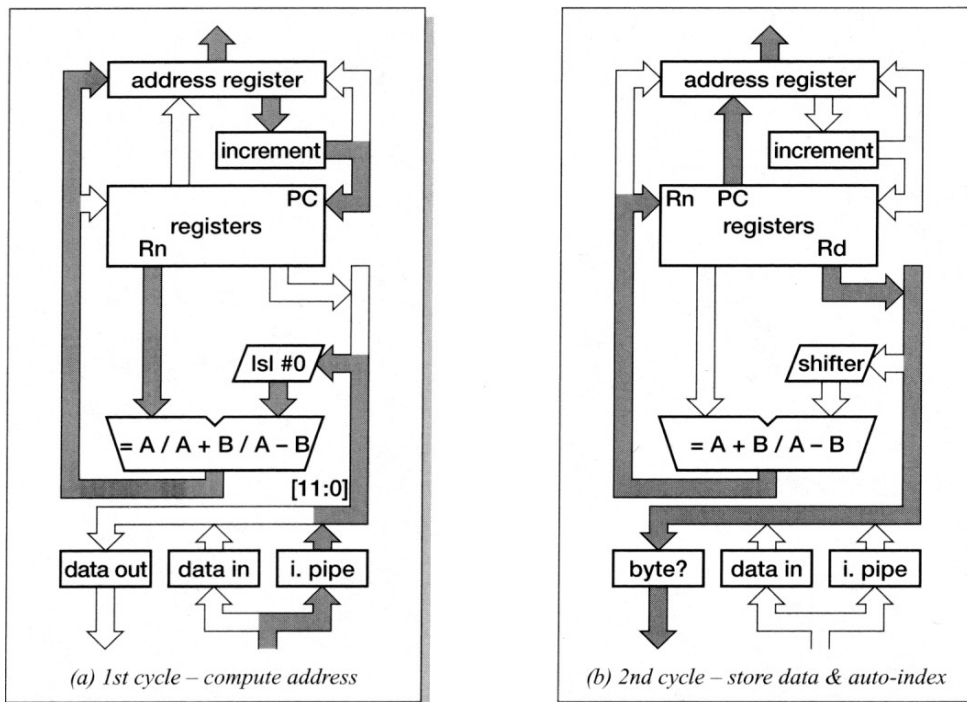 address register
increment
PC
registers
Rn
lsl #0
= A / A + B / A – B
[11:0]
data out
data in
i. pipe
(a) 1st cycle – compute address
address register
increment
Rn
PC
registers
Rd
shifter
= A + B / A – B
byte?
data in
i. pipe
(b) 2nd cycle – store data & auto-index